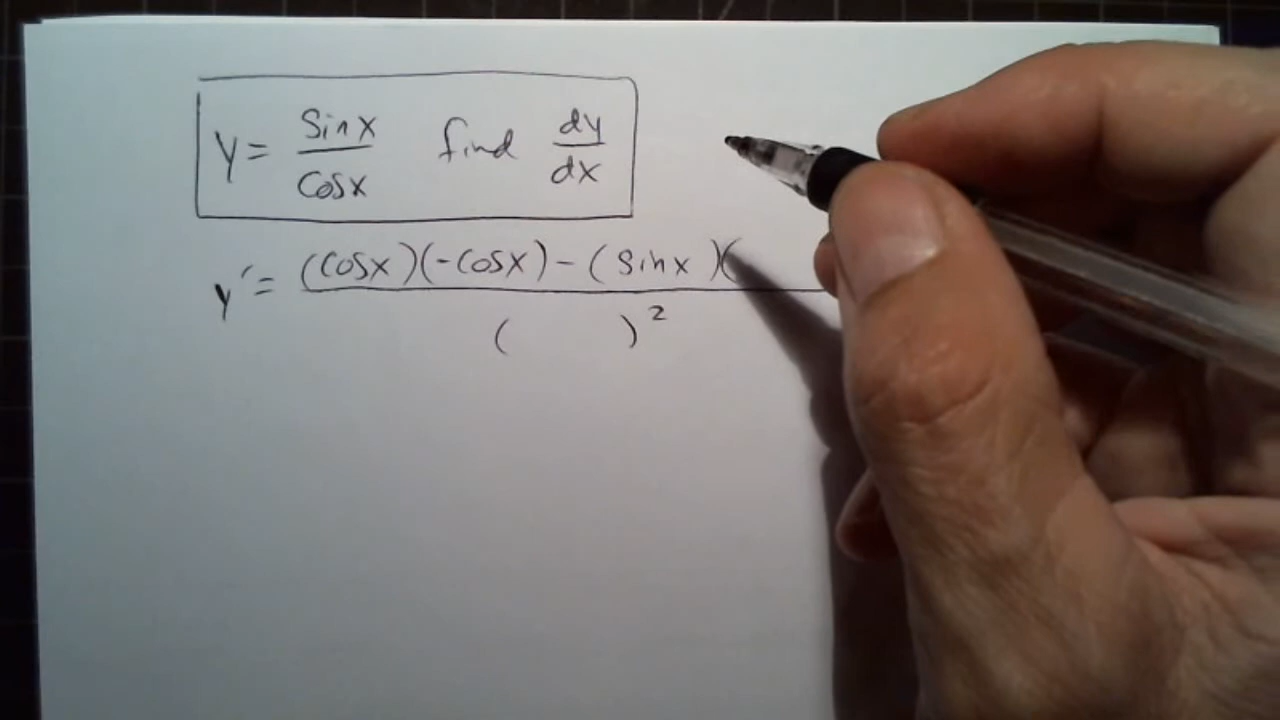 y = sinx / cosx find dy / dx
y' = (cosx)(-cosx) - (sinx)( / ( )²